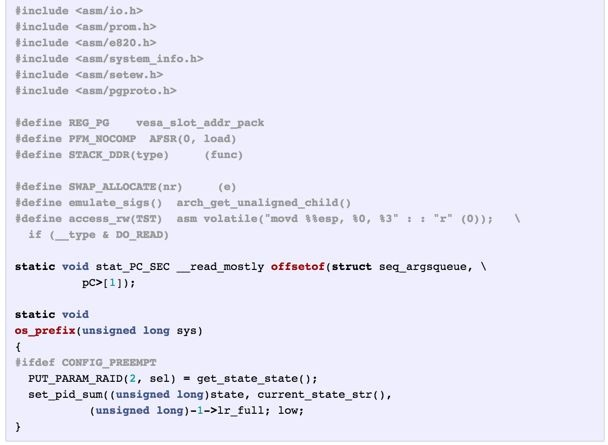 #include <asm/io.h>
#include <asm/prom.h>
#include <asm/e820.h>
#include <asm/system_info.h>
#include <asm/setew.h>
#include <asm/pgproto.h>
#define REG_PG    vesa_slot_addr_pack
#define PFM_NOCOMP  AFSR(0, load)
#define STACK_DDR(type)     (func)
#define SWAP_ALLOCATE(nr)     (e)
#define emulate_sigs()  arch_get_unaligned_child()
#define access_rw(TST)  asm volatile("movd %%esp, %0, %3" : : "r" (0));   \
  if (__type & DO_READ)
static void stat_PC_SEC __read_mostly offsetof(struct seq_argsqueue, \
          pC>[1]);
static void
os_prefix(unsigned long sys)
{
#ifdef CONFIG_PREEMPT
  PUT_PARAM_RAID(2, sel) = get_state_state();
  set_pid_sum((unsigned long)state, current_state_str(),
           (unsigned long)-1->lr_full; low;
}